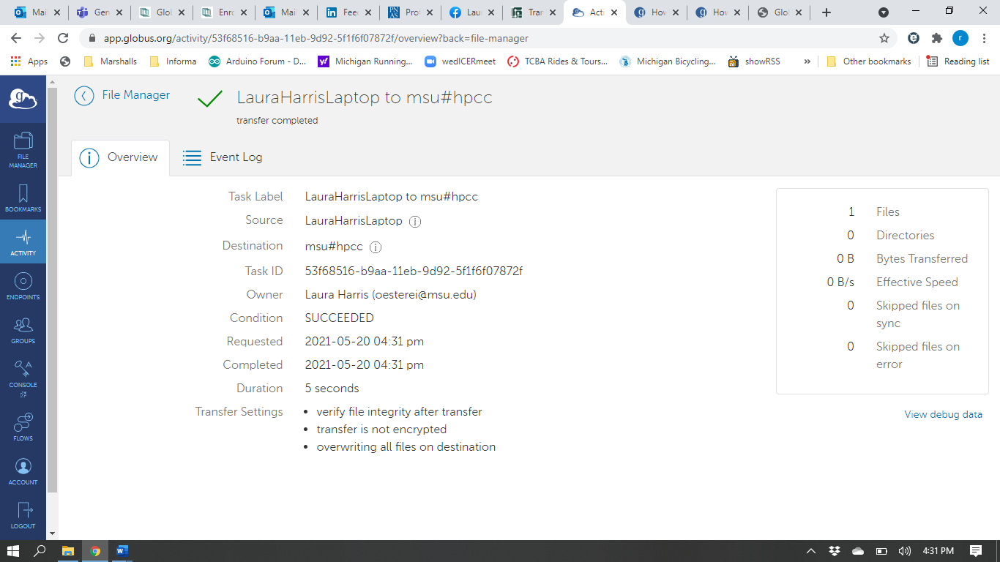 Mail
Gen
Glol
Enro
Mail
Feed
PN AS
Prof
Lau
Tran
Acti
How
How
Glol
app.globus.org/activity/53f68516-b9aa-11eb-9d92-5f1f6f07872f/overview?back=file-manager
r
Apps
Marshalls
Informa
Arduino Forum - D...
Michigan Running...
wedICERmeet
TCBA Rides & Tours...
Michigan Bicycling...
showRSS
»
Other bookmarks
Reading list
File Manager
LauraHarrisLaptop to msu#hpcc
transfer completed
Overview
Event Log
FILE
MANAGER
BOOKMARKS
ACTIVITY
ENDPOINTS
GROUPS
CONSOLE
FLOWS
ACCOUNT
LOGOUT
Task Label LauraHarrisLaptop to msu#hpcc
Source LauraHarrisLaptop
Destination msu#hpcc
Task ID 53f68516-b9aa-11eb-9d92-5f1f6f07872f
Owner Laura Harris (oesterei@msu.edu)
Condition SUCCEEDED
Requested 2021-05-20 04:31 pm
Completed 2021-05-20 04:31 pm
Duration 5 seconds
Transfer Settings • verify file integrity after transfer
• transfer is not encrypted
• overwriting all files on destination
1 Files
0 Directories
0 B Bytes Transferred
0 B/s Effective Speed
0 Skipped files on
sync
0 Skipped files on
error
View debug data
4:31 PM